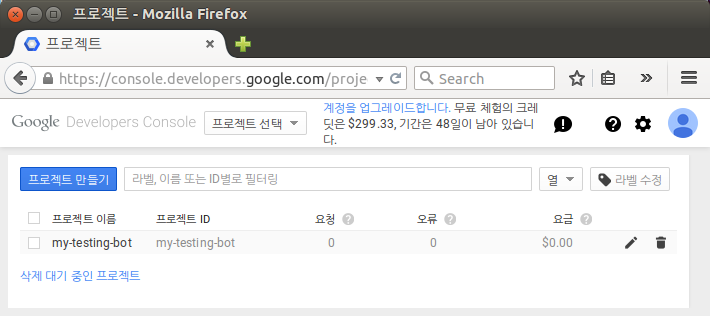 프로젝트 - Mozilla Firefox
프로젝트
https://console.developers.google.com/proje
Search
Google Developers Console
프로젝트 선택
계정을 업그레이드합니다. 무료 체험의 크레
딧은 $299.33, 기간은 48일이 남아 있습니
다.
프로젝트 만들기
라벨, 이름 또는 ID별로 필터링
열
라벨 수정
프로젝트 이름 프로젝트 ID 요청 ? 오류 ? 요금 ?
my-testing-bot my-testing-bot 0 0 $0.00
삭제 대기 중인 프로젝트